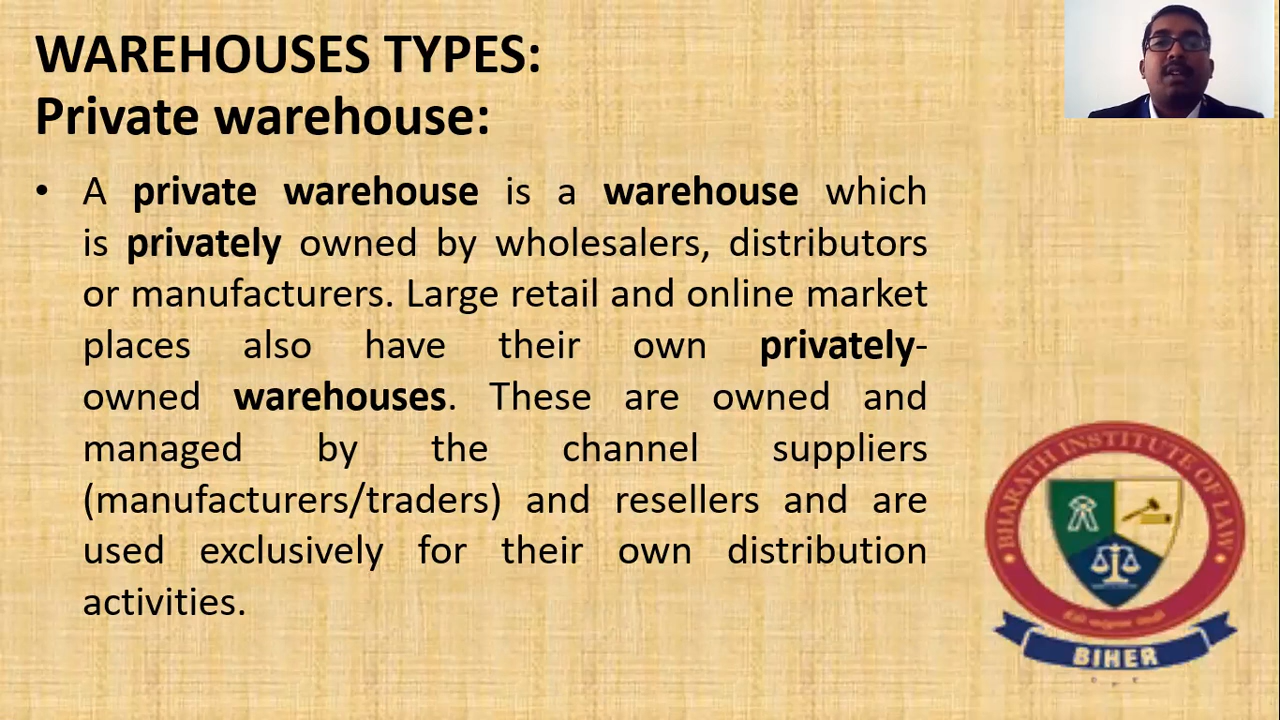 WAREHOUSES TYPES:
Private warehouse:
• A private warehouse is a warehouse which
is privately owned by wholesalers, distributors
or manufacturers. Large retail and online market
places also have their own privately-
owned warehouses. These are owned and
managed by the channel suppliers
(manufacturers/traders) and resellers and are
used exclusively for their own distribution
activities.
BHARATH INSTITUTE OF LAW
BIHER